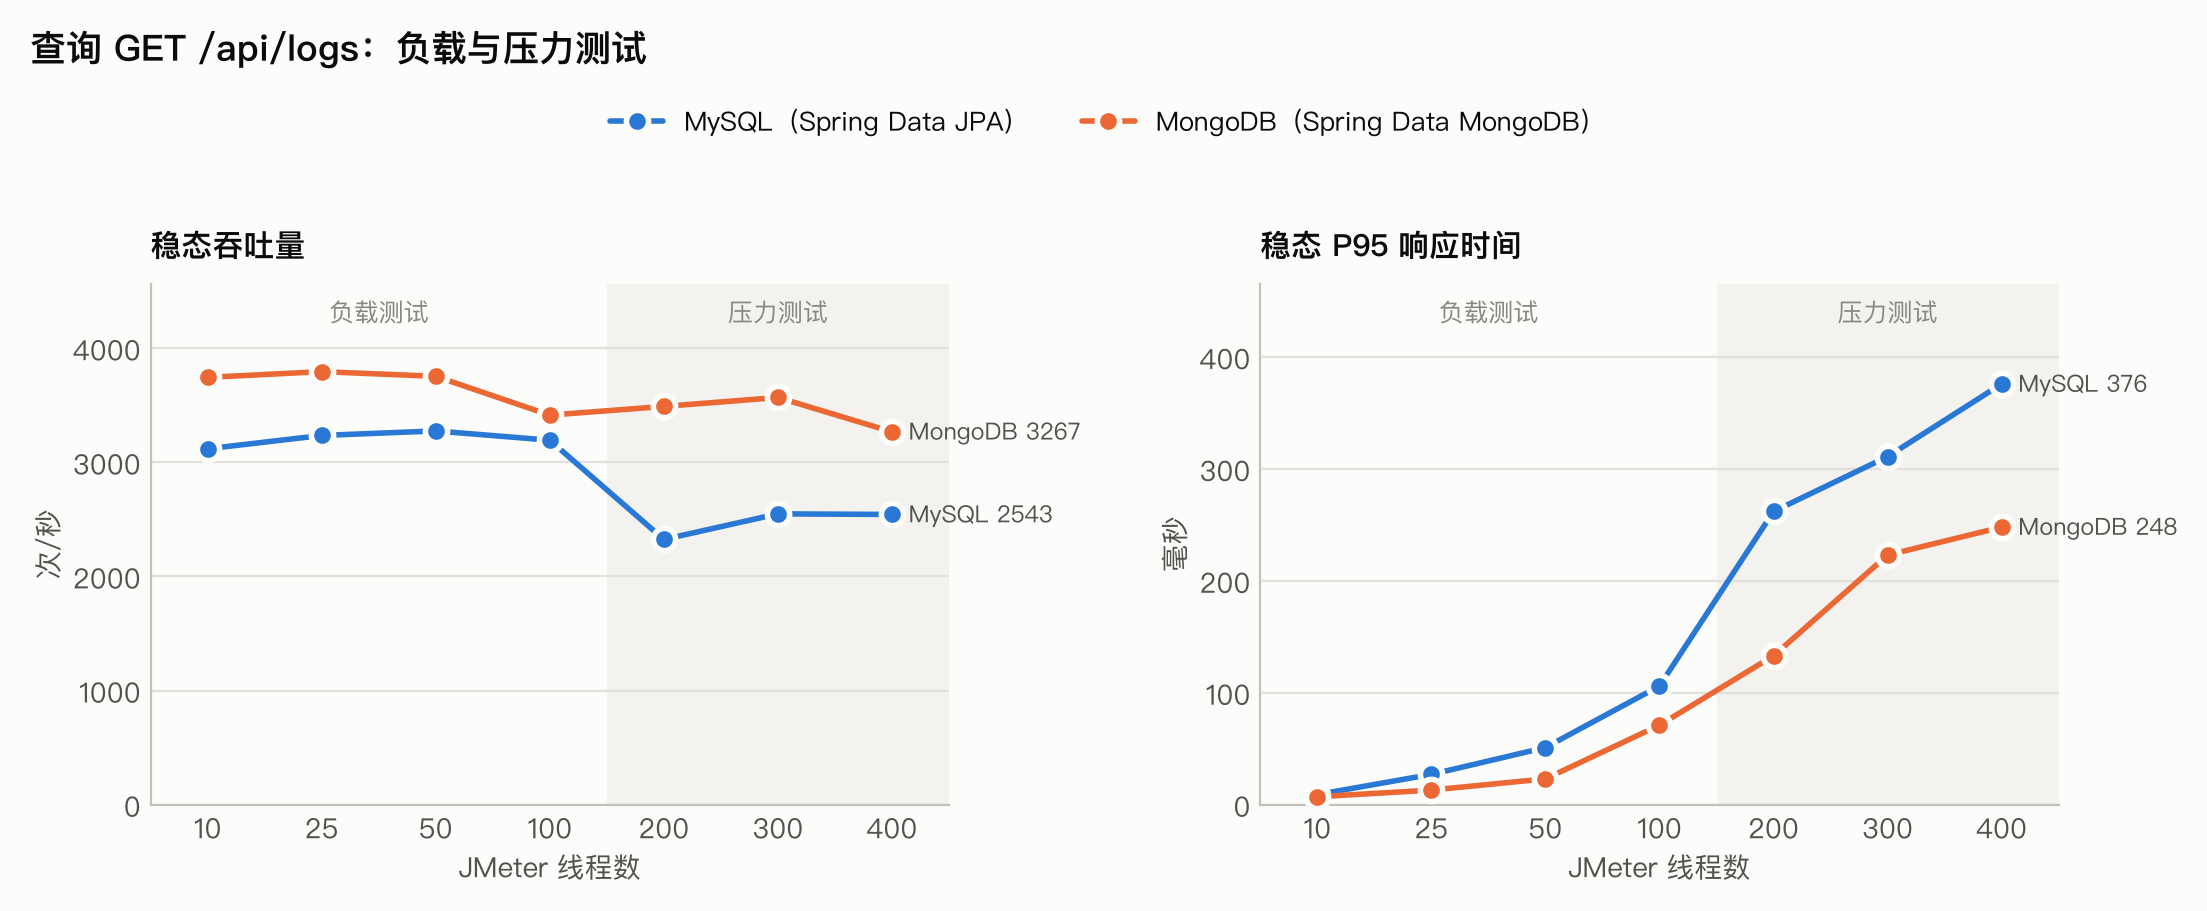 查询 GET /api/logs：负载与压力测试
MySQL（Spring Data JPA）
MongoDB（Spring Data MongoDB）
稳态吞吐量
负载测试
压力测试
4000
3000
2000
1000
0
次/秒
MongoDB 3267
MySQL 2543
10 25 50 100 200 300 400
JMeter 线程数
稳态 P95 响应时间
负载测试
压力测试
400
300
200
100
0
毫秒
MySQL 376
MongoDB 248
10 25 50 100 200 300 400
JMeter 线程数